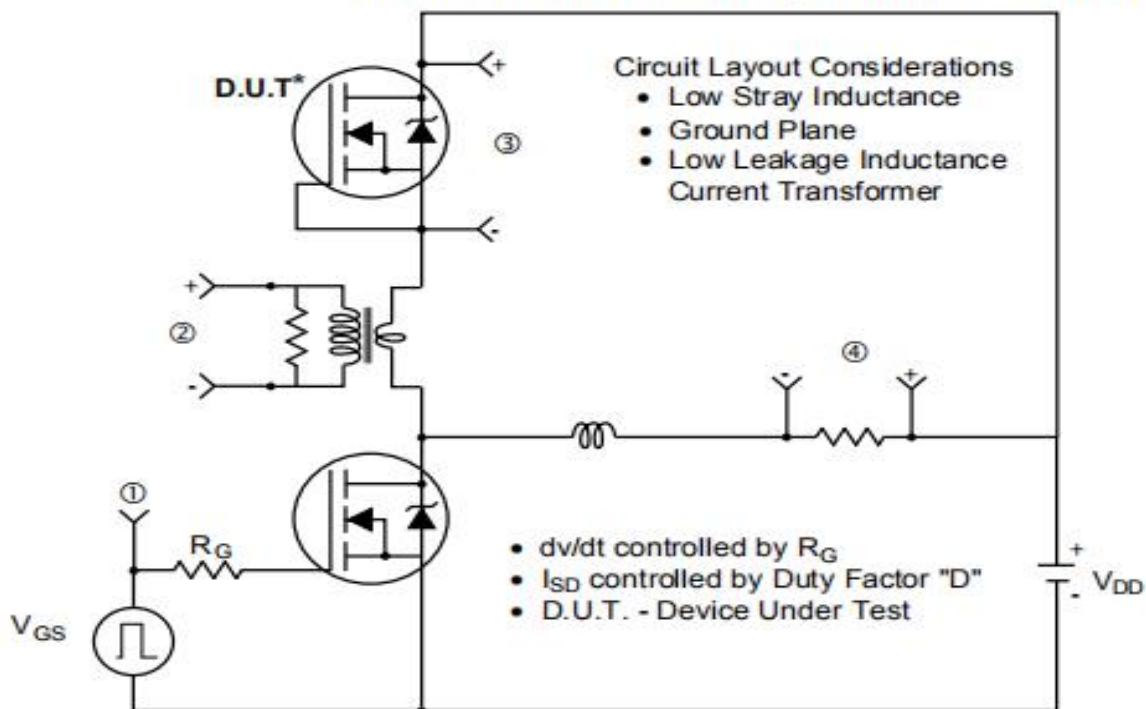 D.U.T*
+
③
-
Circuit Layout Considerations
• Low Stray Inductance
• Ground Plane
• Low Leakage Inductance
Current Transformer
+
②
-
④
-
+
①
RG
VGS
• dv/dt controlled by RG
• ISD controlled by Duty Factor "D"
• D.U.T. - Device Under Test
+
-
VDD